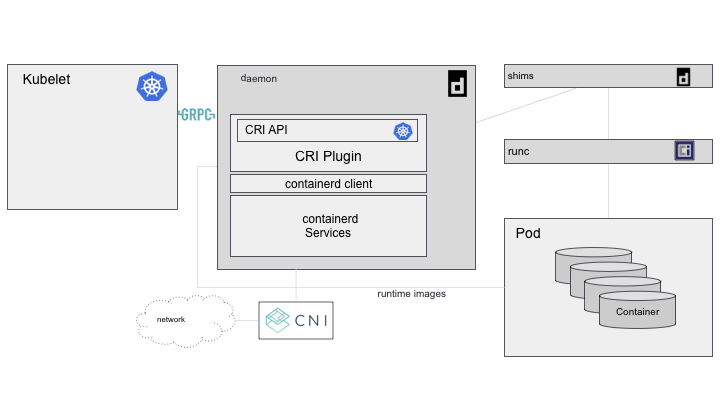 Kubelet
GRPC
daemon
CRI API
CRI Plugin
containerd client
containerd
Services
shims
runc
Pod
Container
runtime images
network
CNI